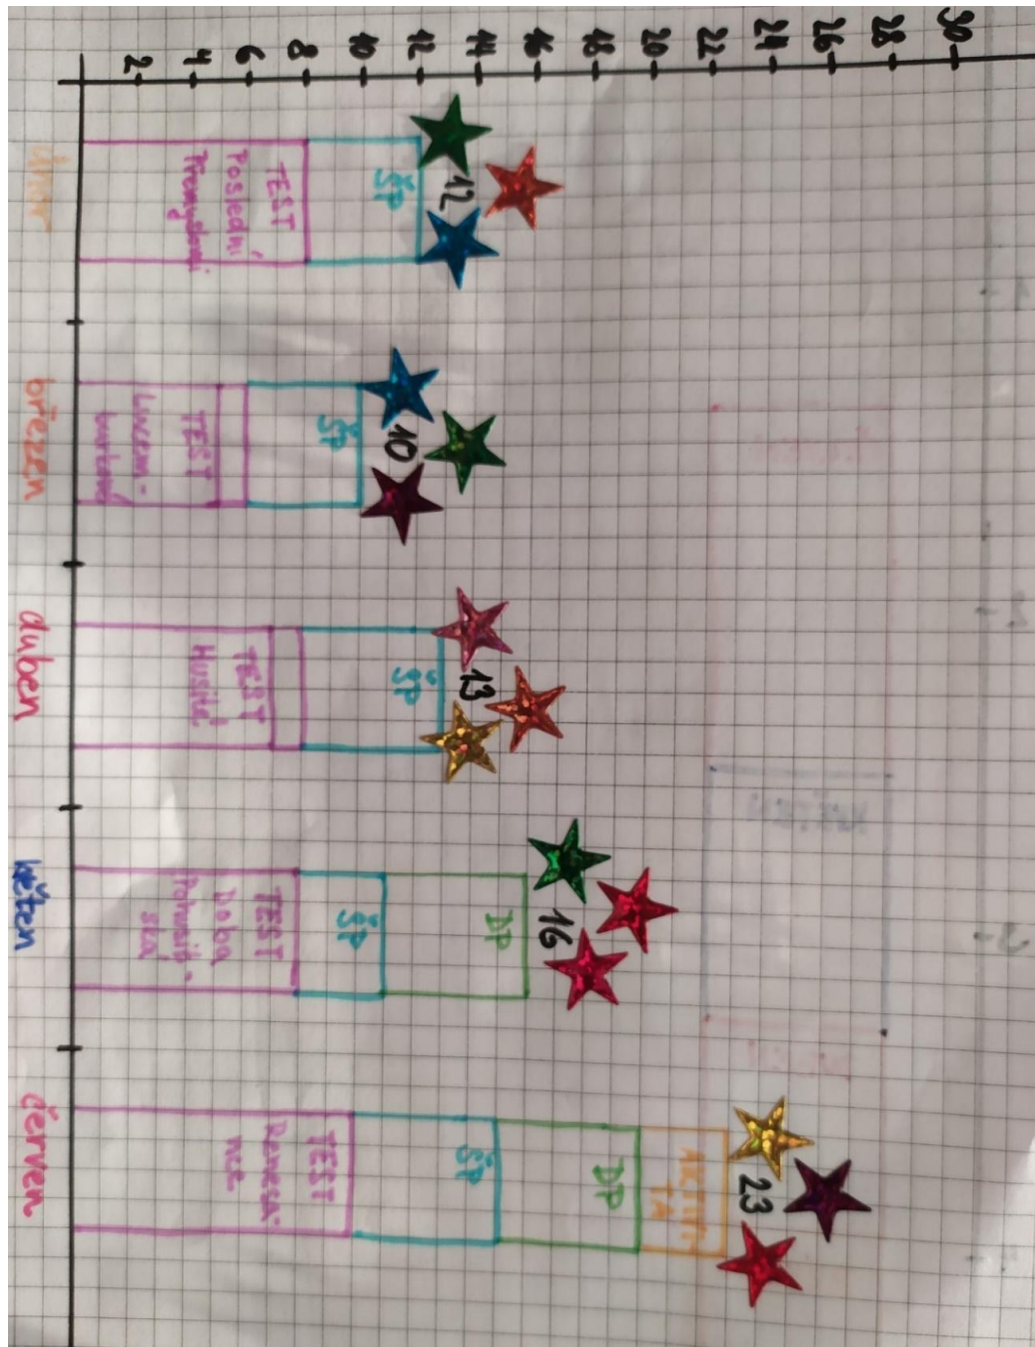 30
28
26
24
22
20
18
16
14
12
10
8
6
4
2
12
ŠP
TEST
Poslední
Přemyslovci
únor
10
ŠP
TEST
Lucem-
burkové
březen
13
ŠP
TEST
Husité
duben
16
DP
ŠP
TEST
Doba
Pohusit-
ská
květen
23
AKTIVI
TA
DP
ŠP
TEST
Renesa-
nce
červen